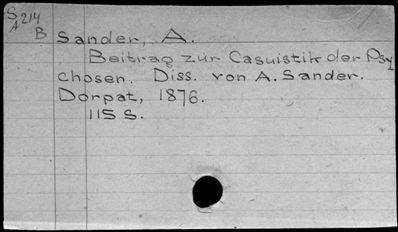 S 214
A
B Sander, A.
Beitrag zur Casuistik der Psy
chosen. Diss. von A. Sander.
Dorpat, 1876.
115 S.